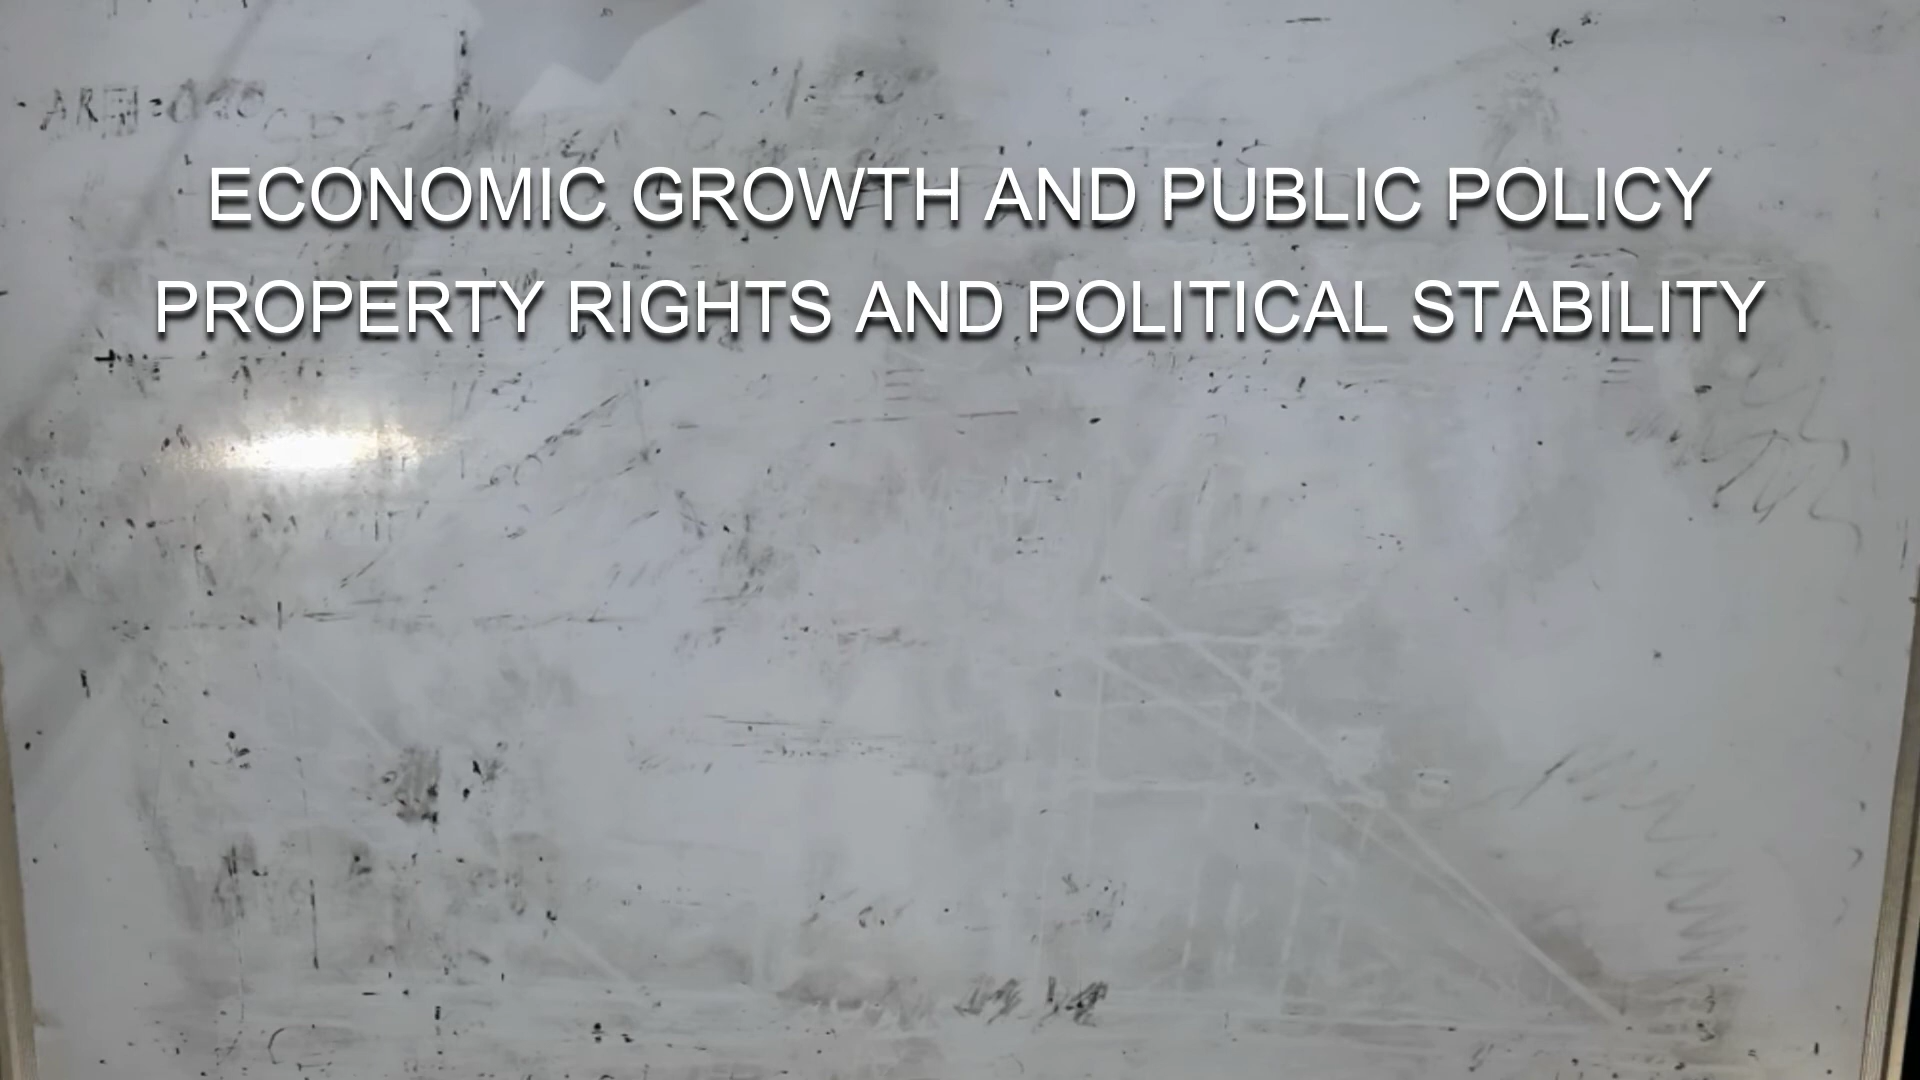 ECONOMIC GROWTH AND PUBLIC POLICY
PROPERTY RIGHTS AND POLITICAL STABILITY